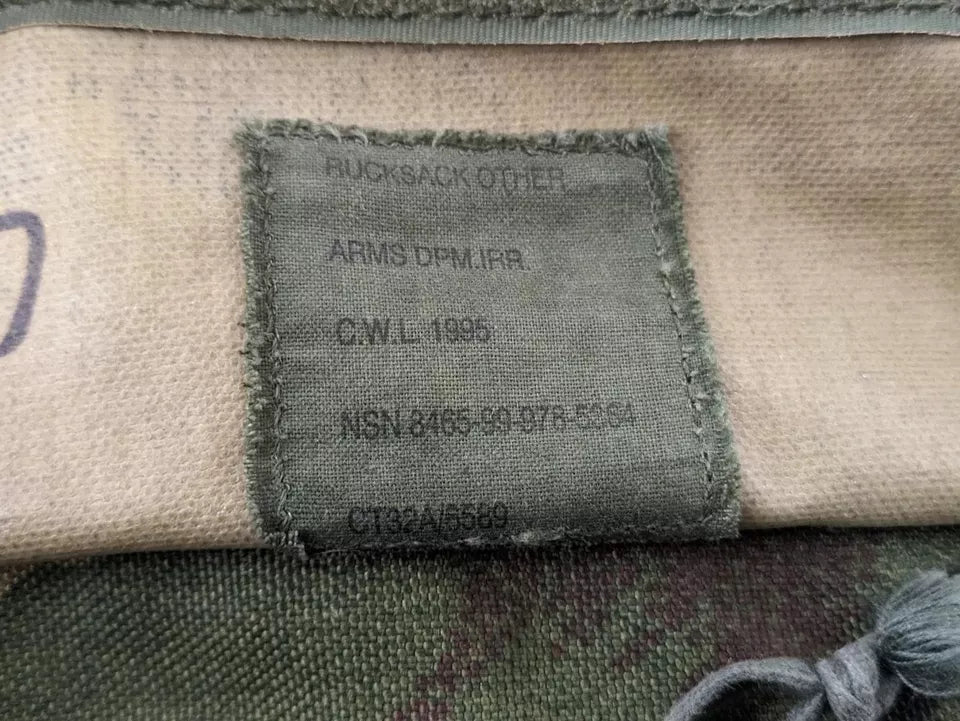 RUCKSACK OTHER
ARMS DPM.IRR.
C.W.L. 1995
NSN 8465-99-978-5364
CT32A/5589